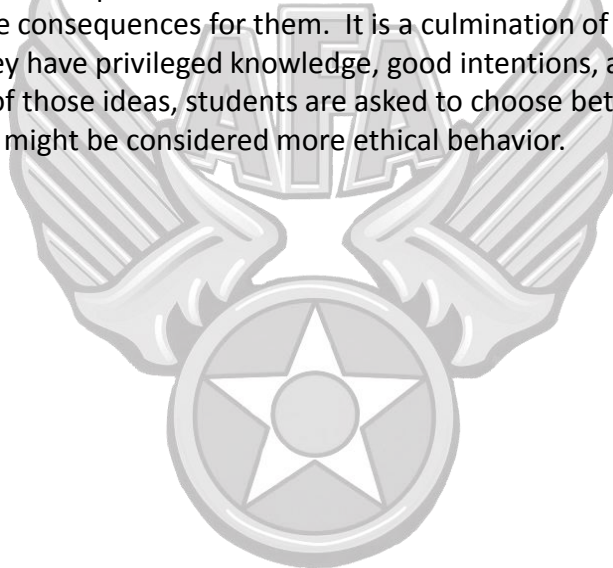 e consequences for them. It is a culmination of
ey have privileged knowledge, good intentions, a
of those ideas, students are asked to choose bet
might be considered more ethical behavior.
AFA